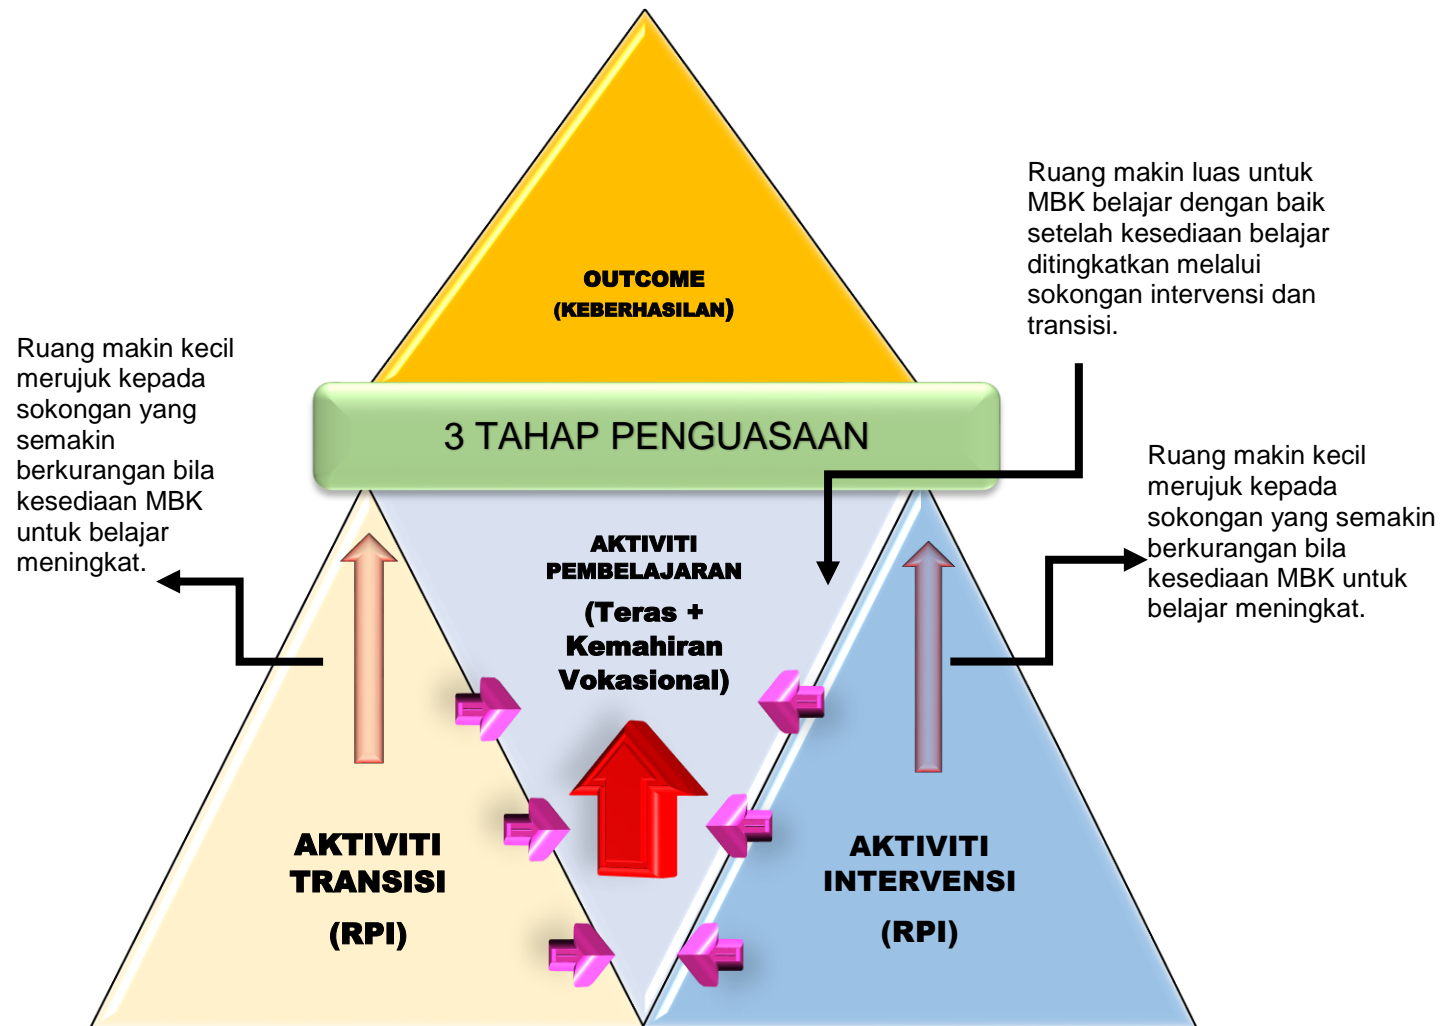 OUTCOME
(KEBERHASILAN)
Ruang makin luas untuk
MBK belajar dengan baik
setelah kesediaan belajar
ditingkatkan melalui
sokongan intervensi dan
transisi.
Ruang makin kecil
merujuk kepada
sokongan yang
semakin
berkurangan bila
kesediaan MBK
untuk belajar
meningkat.
3 TAHAP PENGUASAAN
Ruang makin kecil
merujuk kepada
sokongan yang semakin
berkurangan bila
kesediaan MBK untuk
belajar meningkat.
AKTIVITI
PEMBELAJARAN
(Teras +
Kemahiran
Vokasional)
AKTIVITI
TRANSISI
(RPI)
AKTIVITI
INTERVENSI
(RPI)